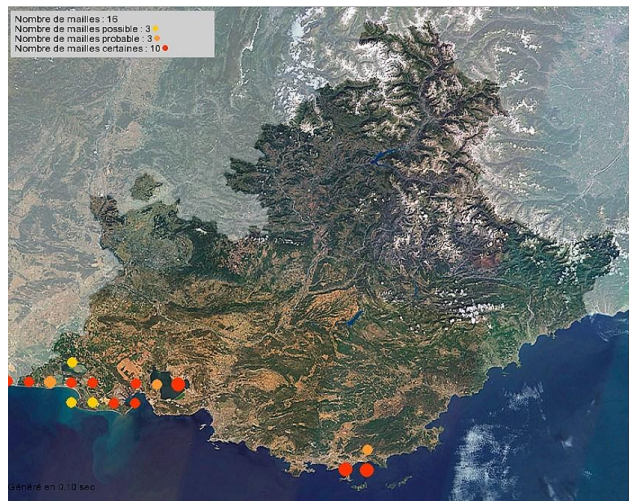 Nombre de mailles : 16
Nombre de mailles possible : 3
Nombre de mailles probable : 3
Nombre de mailles certaines : 10
Généré en 0.10 sec